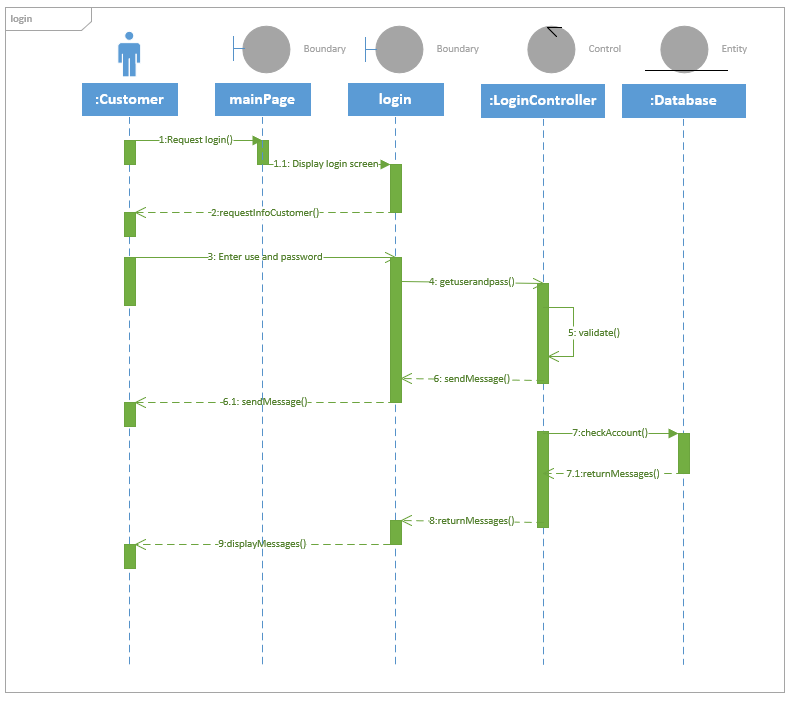 login
Boundary
Boundary
Control
Entity
:Customer
mainPage
login
:LoginController
:Database
1:Request login()
1.1: Display login screen
2:requestInfoCustomer()
3: Enter use and password
4: getuserandpass()
5: validate()
6: sendMessage()
6.1: sendMessage()
7:checkAccount()
7.1:returnMessages()
8:returnMessages()
9:displayMessages()